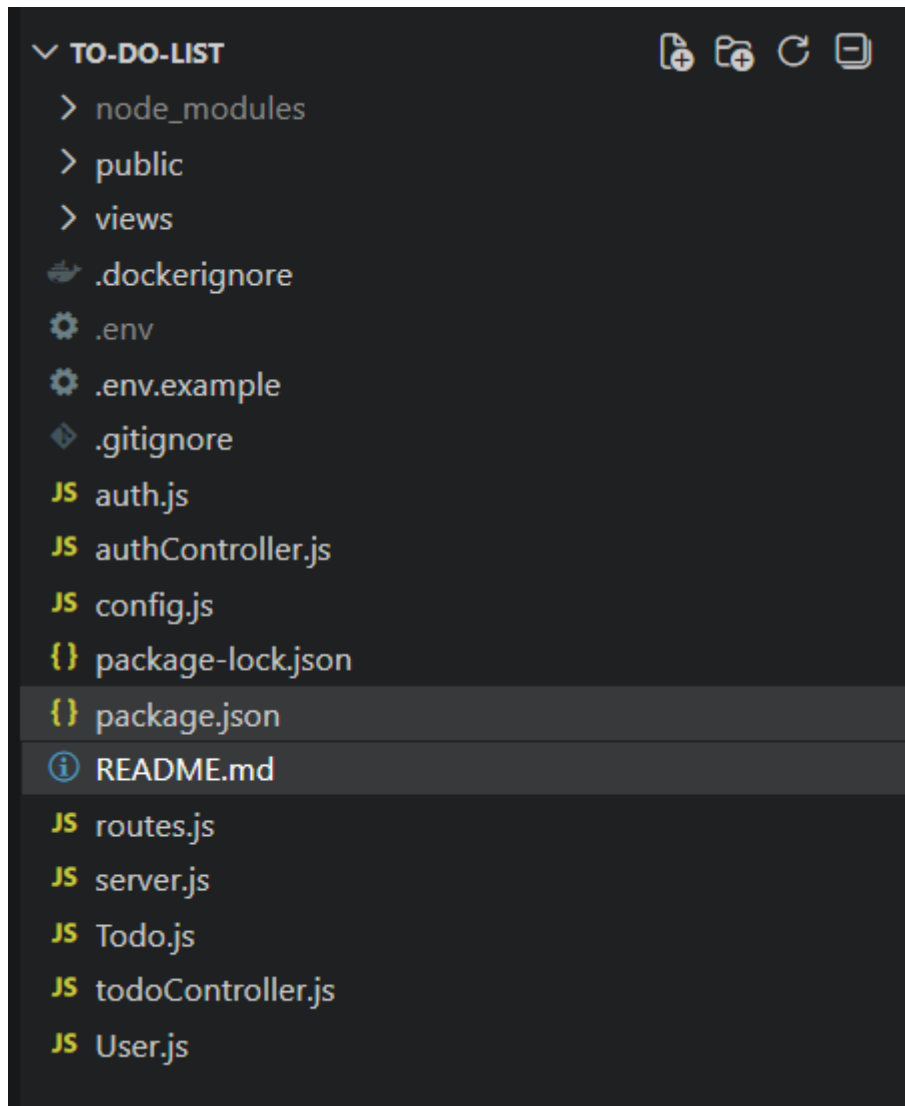 TO-DO-LIST
node_modules
public
views
.dockerignore
.env
.env.example
.gitignore
JS auth.js
JS authController.js
JS config.js
{} package-lock.json
{} package.json
README.md
JS routes.js
JS server.js
JS Todo.js
JS todoController.js
JS User.js